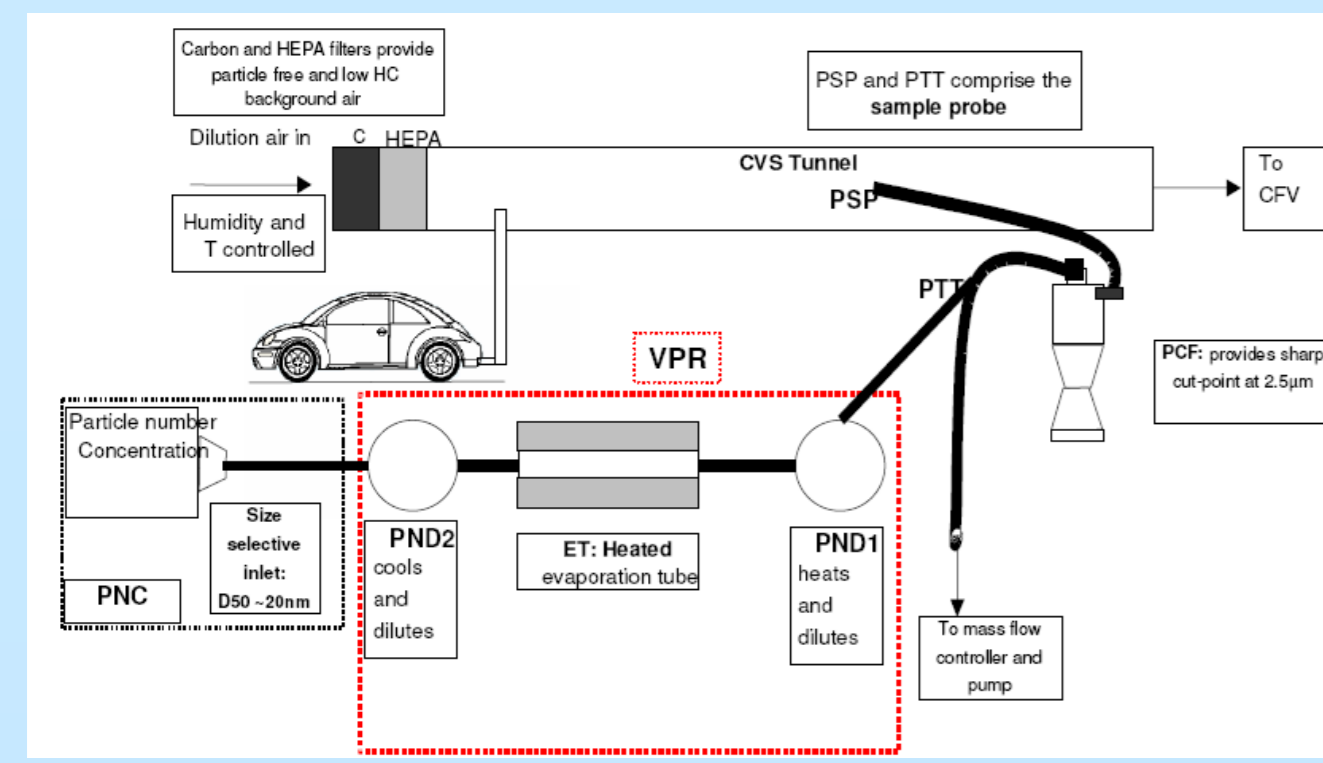 Carbon and HEPA filters provide
particle free and low HC
background air
PSP and PTT comprise the
sample probe
Dilution air in
C HEPA
CVS Tunnel
PSP
To
CFV
Humidity and
T controlled
PTT
VPR
PCF: provides sharp
cut-point at 2.5µm
Particle number
Concentration
Size
selective
inlet:
D50 ~20nm
PNC
PND2
cools
and
dilutes
ET: Heated
evaporation tube
PND1
heats
and
dilutes
To mass flow
controller and
pump